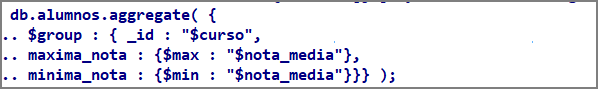 db.alumnos.aggregate( {
.. $group : { _id : "$curso",
.. maxima_nota : {$max : "$nota_media"},
.. minima_nota : {$min : "$nota_media"}}} );